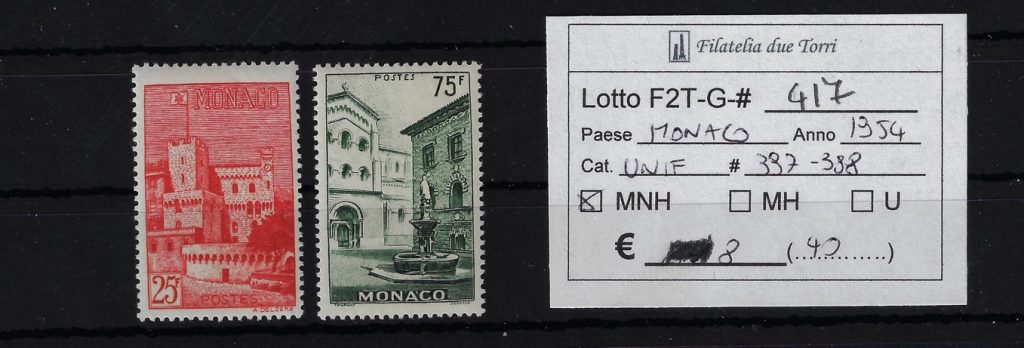 MONACO
25F
POSTES
A. DECZERS
POSTES
75F
MONACO
Filatelia due Torri
Lotto F2T-G-# 417
Paese MONACO Anno 1954
Cat. UNIF # 397-398
MNH MH U
€ 8 (..40............)